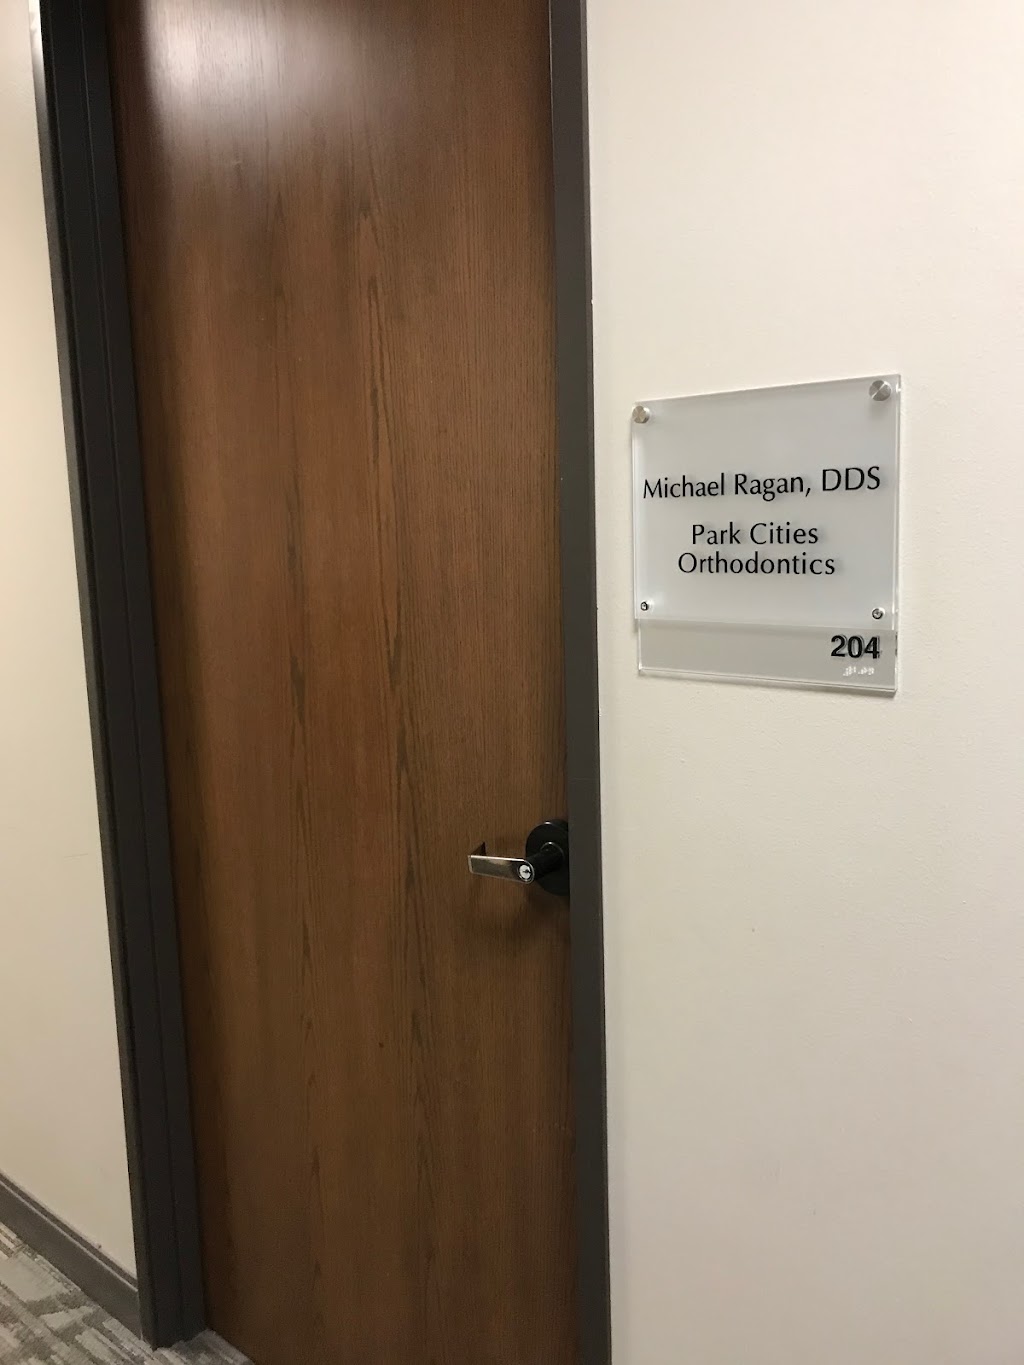 Michael Ragan, DDS
Park Cities
Orthodontics
204